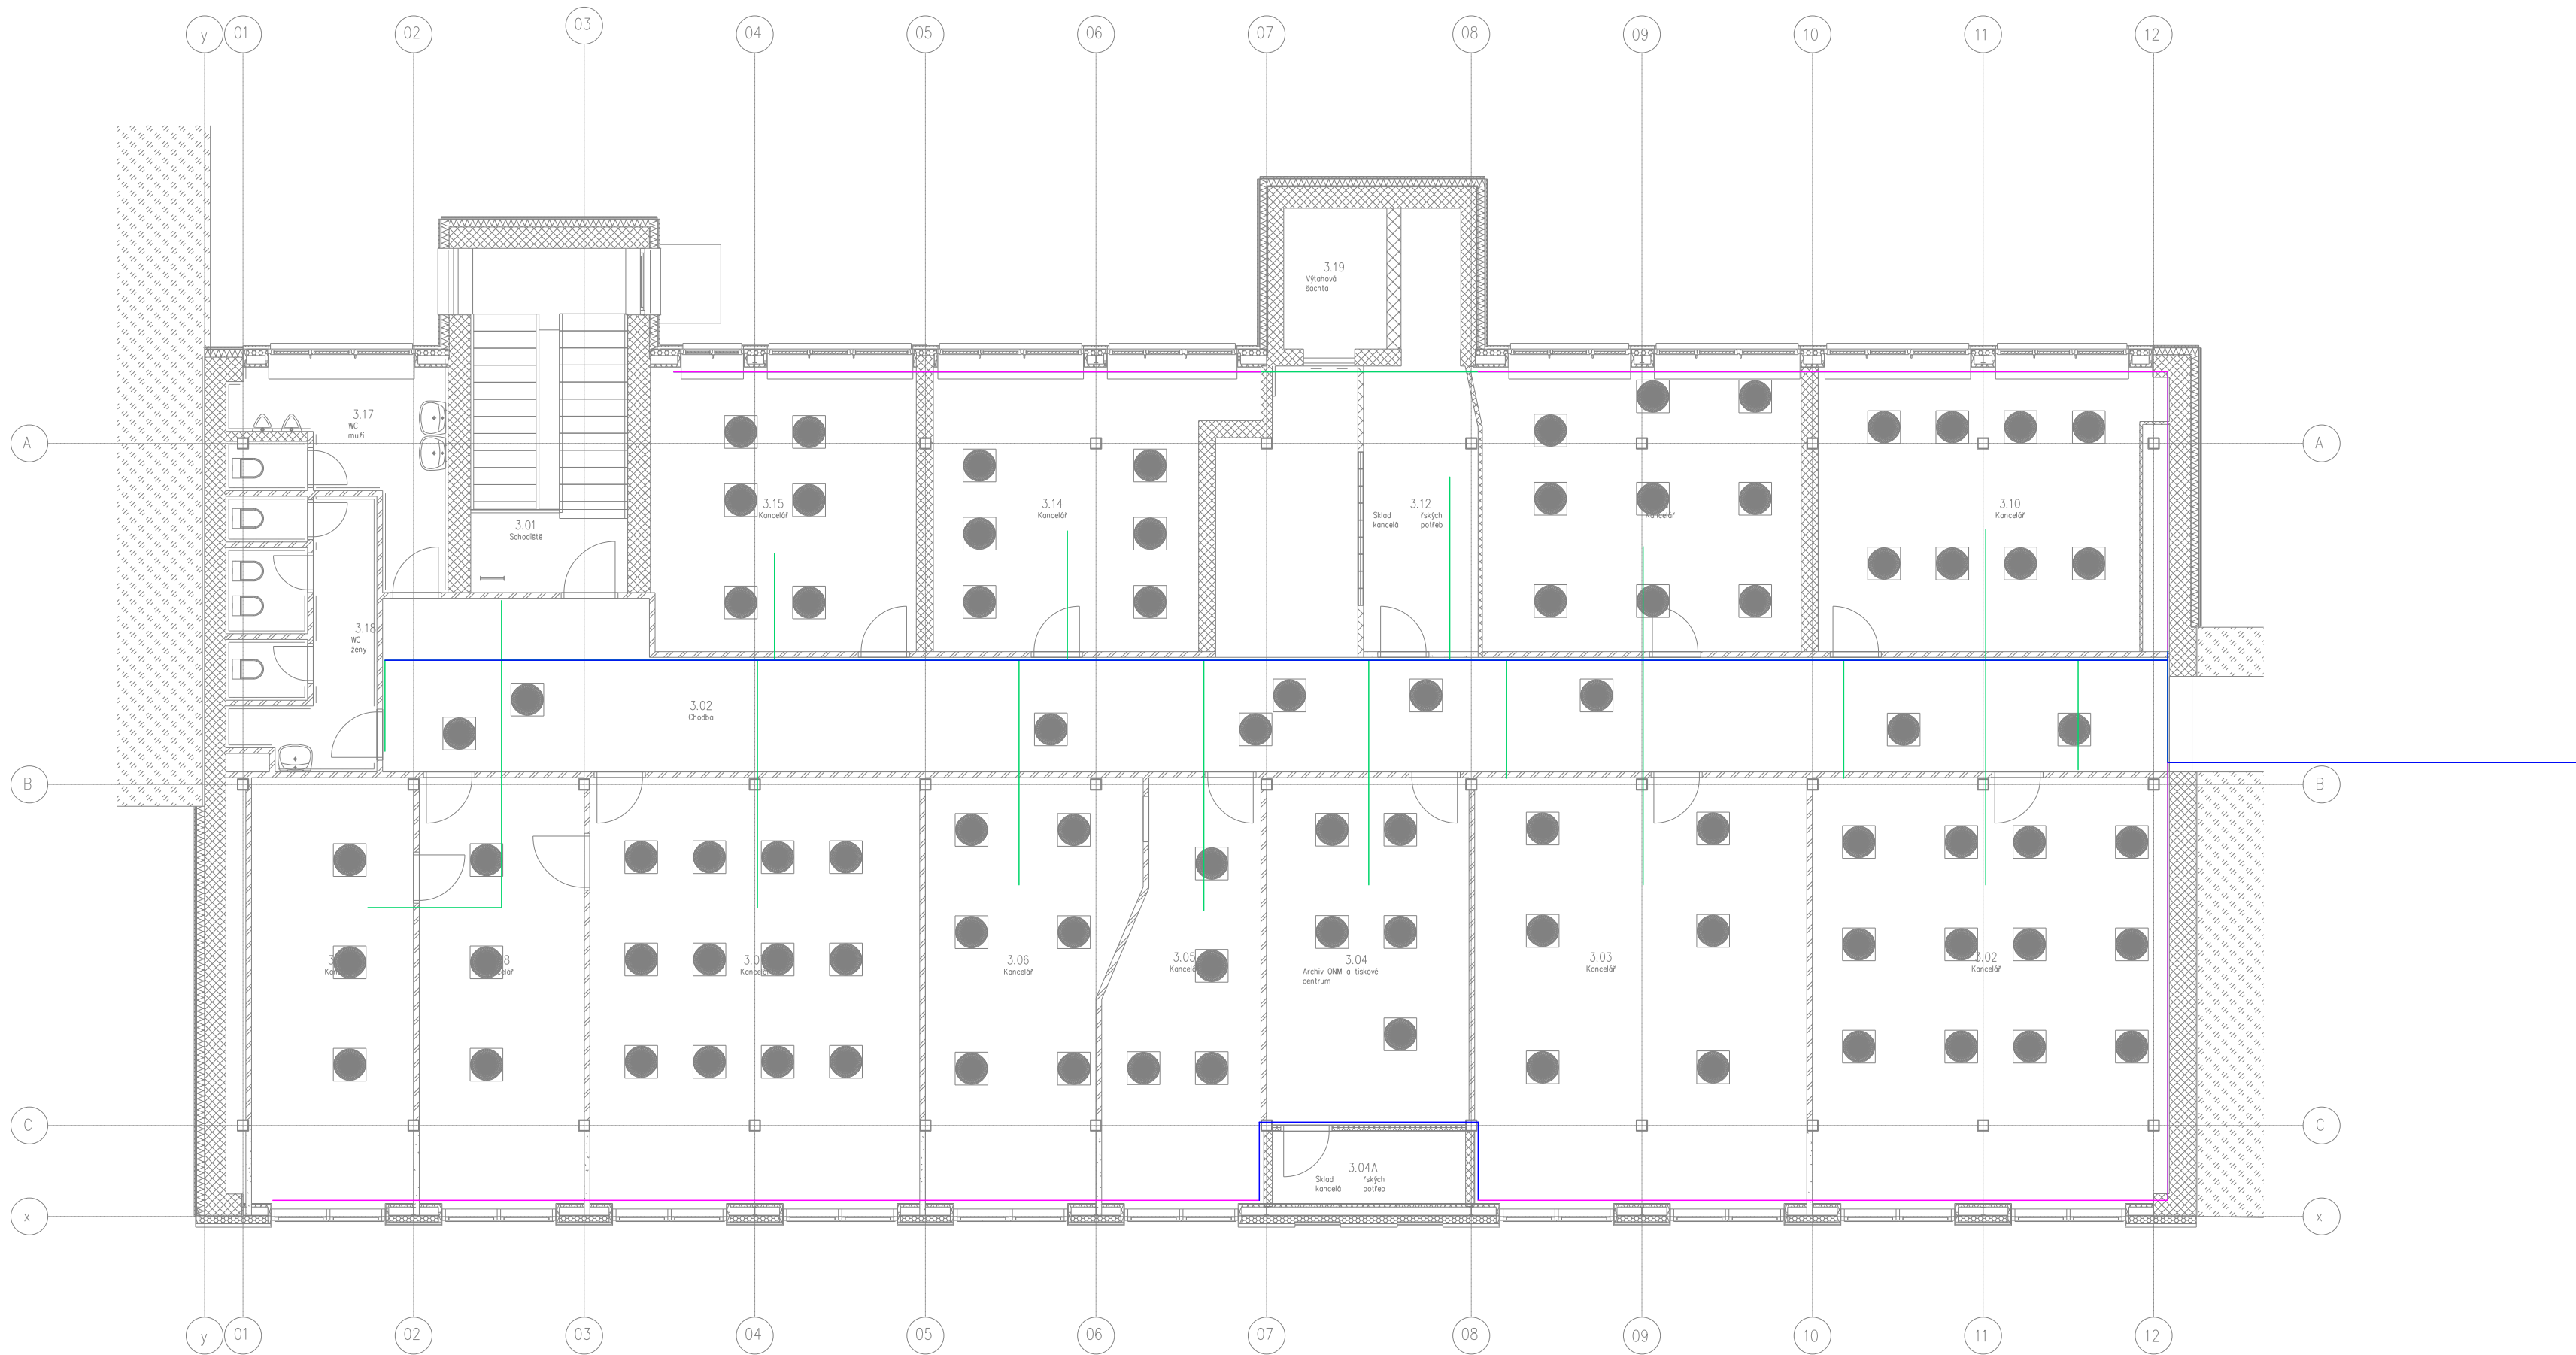 y 01 02 03 04 05 06 07 08 09 10 11 12
3.19
Výtahová
šachta
3.17
WC
muži
A A
3.15
Kancelář
3.14
Kancelář
3.12
Sklad řských
kancelá potřeb
Kancelář
3.10
Kancelář
3.01
Schodiště
3.18
WC
ženy
3.02
Chodba
B B
3.06
Kancelář
3.05
3.04
Archiv ONM a tiskové
centrum
3.03
Kancelář
Kancelář
C C
3.04A
Sklad řských
kancelá potřeb
x x
y 01 02 03 04 05 06 07 08 09 10 11 12